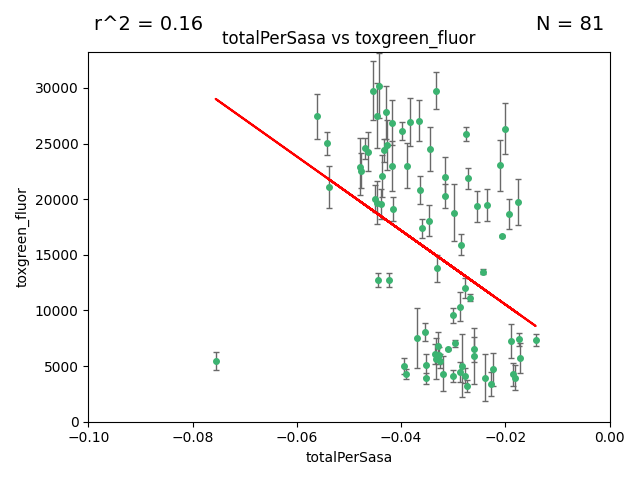 r^2 = 0.16
N = 81
totalPerSasa vs toxgreen_fluor
30000
25000
20000
15000
10000
5000
0
toxgreen_fluor
−0.10
−0.08
−0.06
−0.04
−0.02
0.00
totalPerSasa